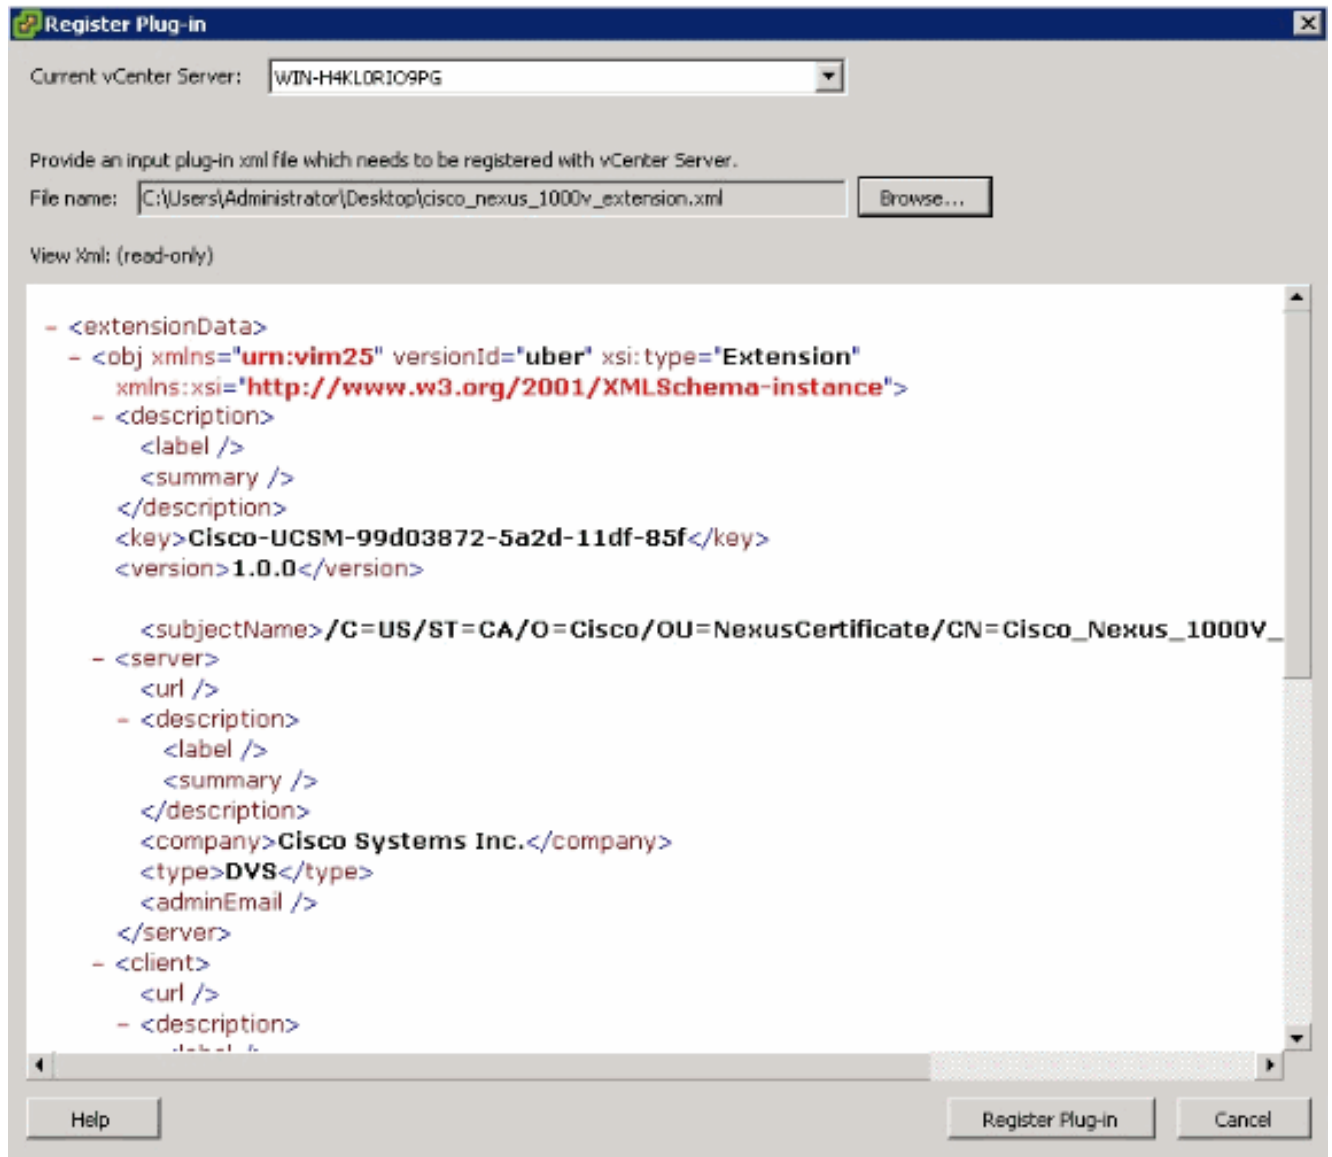 Register Plug-in
Current vCenter Server: WIN-H4KL0RIO9PG
Provide an input plug-in xml file which needs to be registered with vCenter Server.
File name: C:\Users\Administrator\Desktop\cisco_nexus_1000v_extension.xml Browse...
View Xml: (read-only)
- <extensionData>
- <obj xmlns="urn:vim25" versionId="uber" xsi:type="Extension"
xmlns:xsi="http://www.w3.org/2001/XMLSchema-instance">
- <description>
<label />
<summary />
</description>
<key>Cisco-UCSM-99d03872-5a2d-11df-85f</key>
<version>1.0.0</version>
<subjectName>/C=US/ST=CA/O=Cisco/OU=NexusCertificate/CN=Cisco_Nexus_1000V_
- <server>
<url />
- <description>
<label />
<summary />
</description>
<company>Cisco Systems Inc.</company>
<type>DVS</type>
<adminEmail />
</server>
- <client>
<url />
- <description>
Help Register Plug-in Cancel